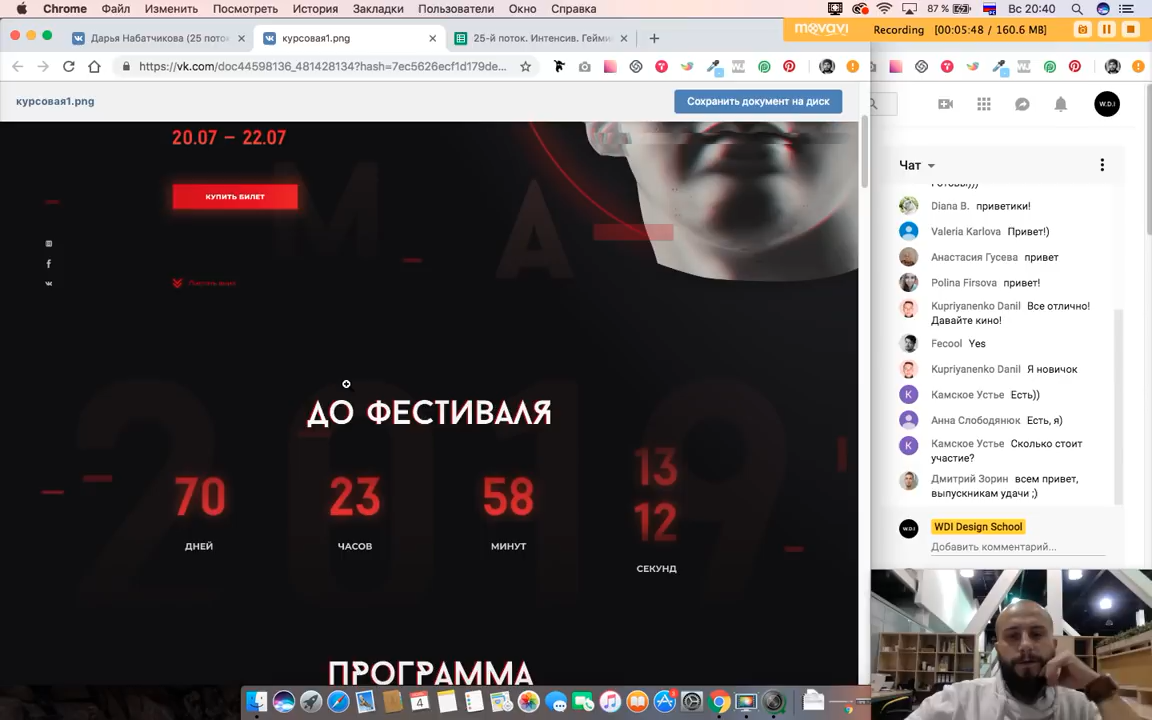 Chrome Файл Изменить Просмотреть История Закладки Пользователи Окно Справка
87 % Вс 20:40
Дарья Набатчикова (25 пото
курсовая1.png
25-й поток. Интенсив. Гейми
movavi
Recording (00:05:48 / 160.6 MB)
https://vk.com/doc44598136_481428134?hash=7ec5626ecf1d179de...
курсовая1.png
Сохранить документ на диск
W.D.I
20.07 – 22.07
КУПИТЬ БИЛЕТ
М А
2019
ДО ФЕСТИВАЛЯ
70
23
58
13
12
ДНЕЙ
ЧАСОВ
МИНУТ
СЕКУНД
ПРОГРАММА
Чат
Diana B. приветики!
Valeria Karlova Привет!)
Анастасия Гусева привет
Polina Firsova привет!
Kupriyanenko Danil Все отлично!
Давайте кино!
Fecool Yes
Kupriyanenko Danil Я новичок
К Камское Устье Есть))
Анна Слободянюк Есть, я)
К Камское Устье Сколько стоит
участие?
Дмитрий Зорин всем привет,
выпускникам удачи ;)
W.D.I WDI Design School
Добавить комментарий...
4